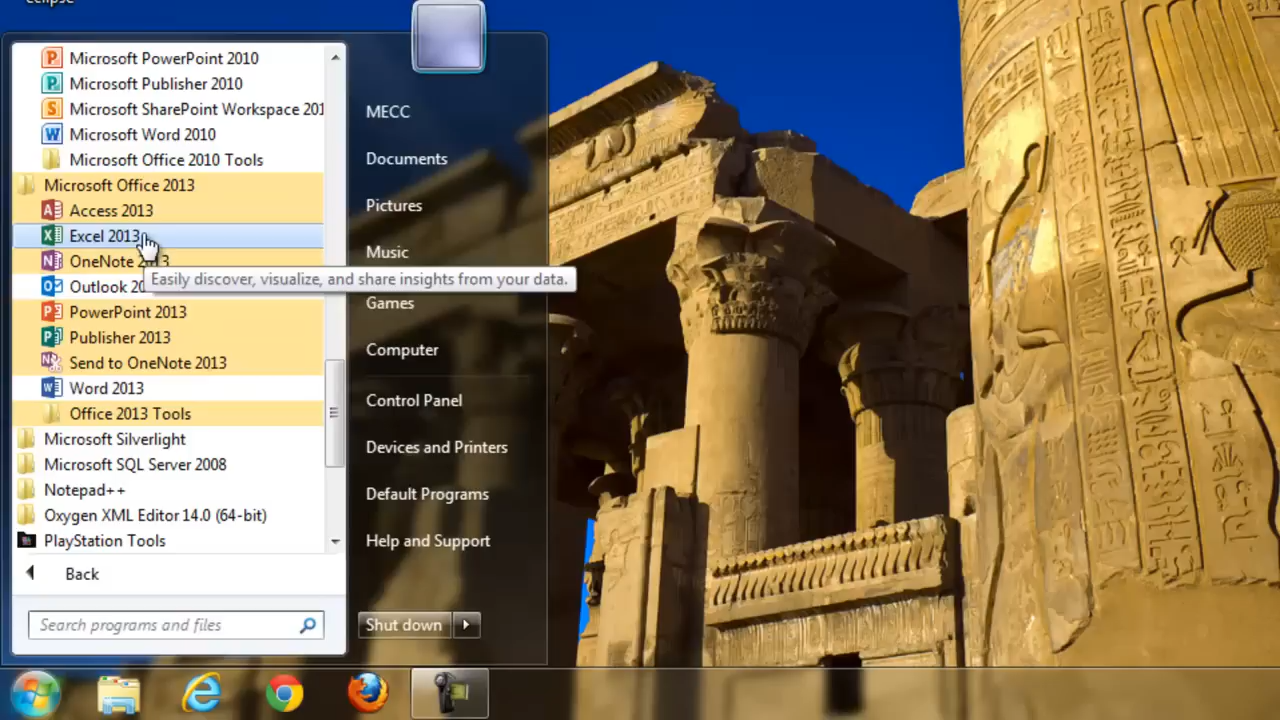 eclipse
Microsoft PowerPoint 2010
Microsoft Publisher 2010
Microsoft SharePoint Workspace 201
Microsoft Word 2010
Microsoft Office 2010 Tools
Microsoft Office 2013
Access 2013
Excel 2013
OneNote 2013
Outlook 20
Easily discover, visualize, and share insights from your data.
PowerPoint 2013
Publisher 2013
Send to OneNote 2013
Word 2013
Office 2013 Tools
Microsoft Silverlight
Microsoft SQL Server 2008
Notepad++
Oxygen XML Editor 14.0 (64-bit)
PlayStation Tools
Back
Search programs and files
MECC
Documents
Pictures
Music
Games
Computer
Control Panel
Devices and Printers
Default Programs
Help and Support
Shut down